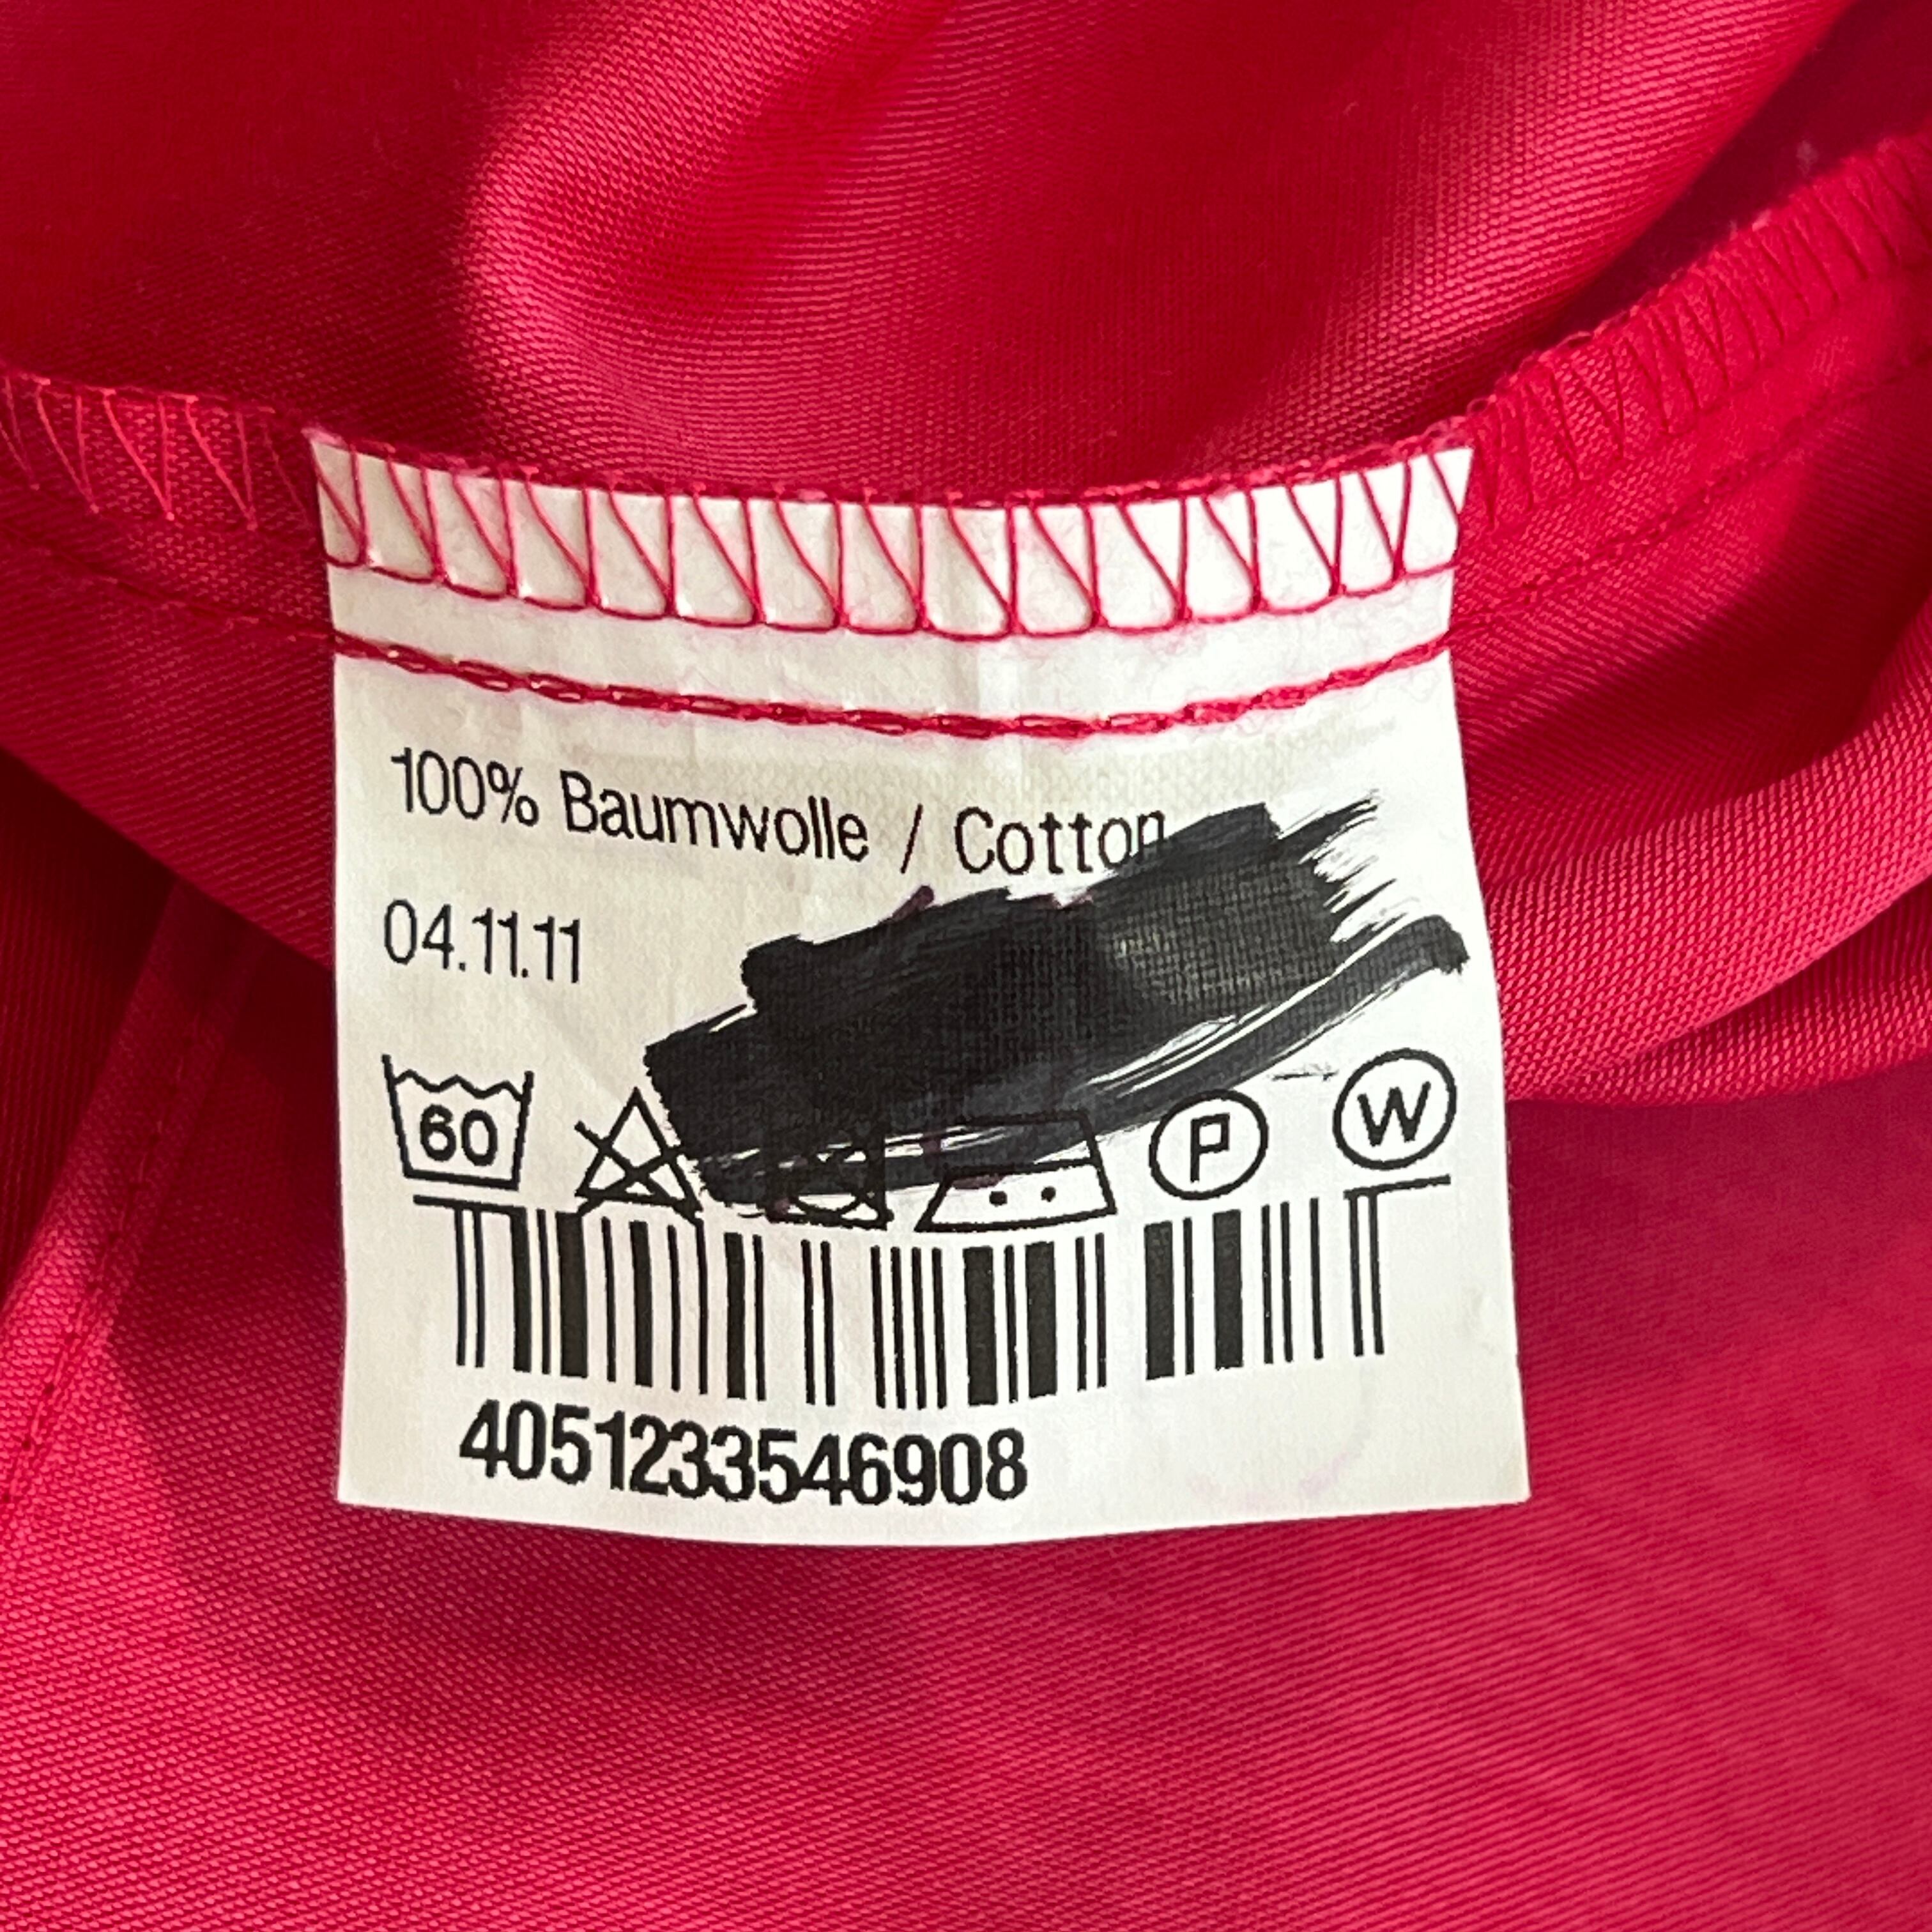 100% Baumwolle / Cotton
04.11.11
60 P W
4051233546908